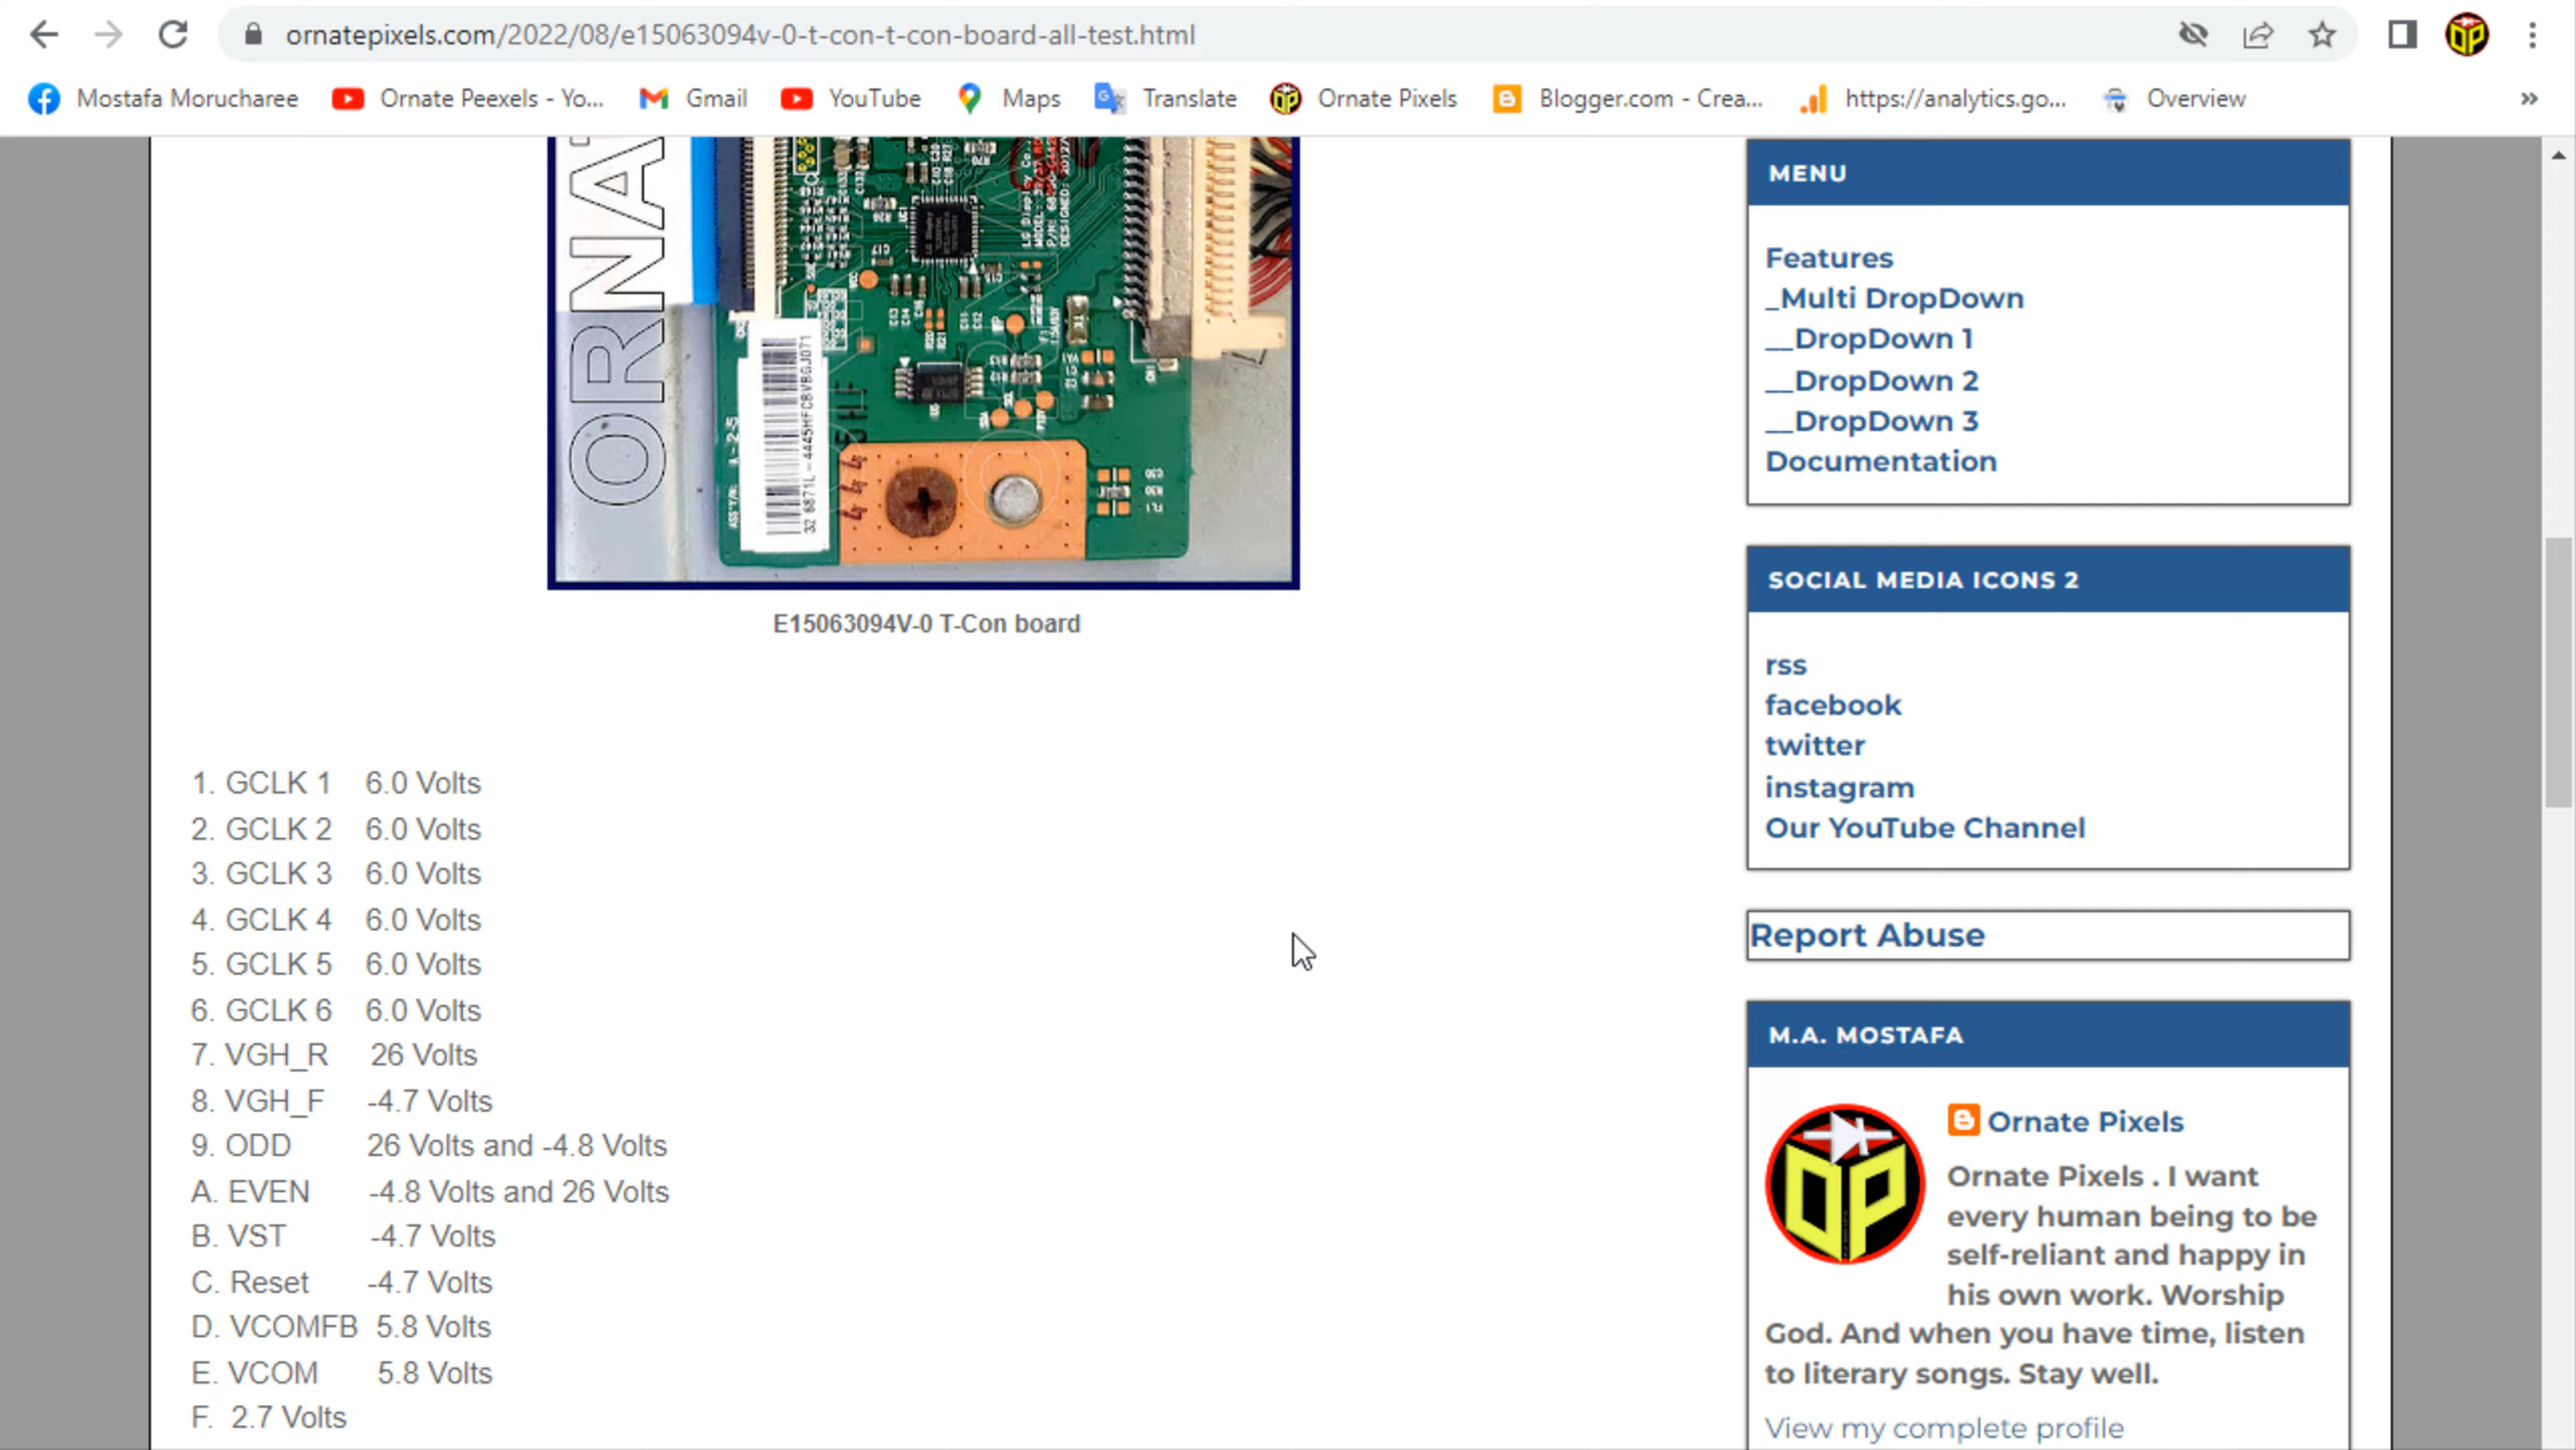 ornatepixels.com/2022/08/e15063094v-0-t-con-t-con-board-all-test.html
Mostafa Morucharee
Ornate Peexels - Yo...
Gmail
YouTube
Maps
Translate
Ornate Pixels
Blogger.com - Crea...
https://analytics.go...
Overview
ORNA
32 6871L-4445HFCBVBGJ071
E15063094V-0 T-Con board
1. GCLK 1 6.0 Volts
2. GCLK 2 6.0 Volts
3. GCLK 3 6.0 Volts
4. GCLK 4 6.0 Volts
5. GCLK 5 6.0 Volts
6. GCLK 6 6.0 Volts
7. VGH_R 26 Volts
8. VGH_F -4.7 Volts
9. ODD 26 Volts and -4.8 Volts
A. EVEN -4.8 Volts and 26 Volts
B. VST -4.7 Volts
C. Reset -4.7 Volts
D. VCOMFB 5.8 Volts
E. VCOM 5.8 Volts
F. 2.7 Volts
MENU
Features
_Multi DropDown
__DropDown 1
__DropDown 2
__DropDown 3
Documentation
SOCIAL MEDIA ICONS 2
rss
facebook
twitter
instagram
Our YouTube Channel
Report Abuse
M.A. MOSTAFA
OP
Ornate Pixels
Ornate Pixels . I want
every human being to be
self-reliant and happy in
his own work. Worship
God. And when you have time, listen
to literary songs. Stay well.
View my complete profile